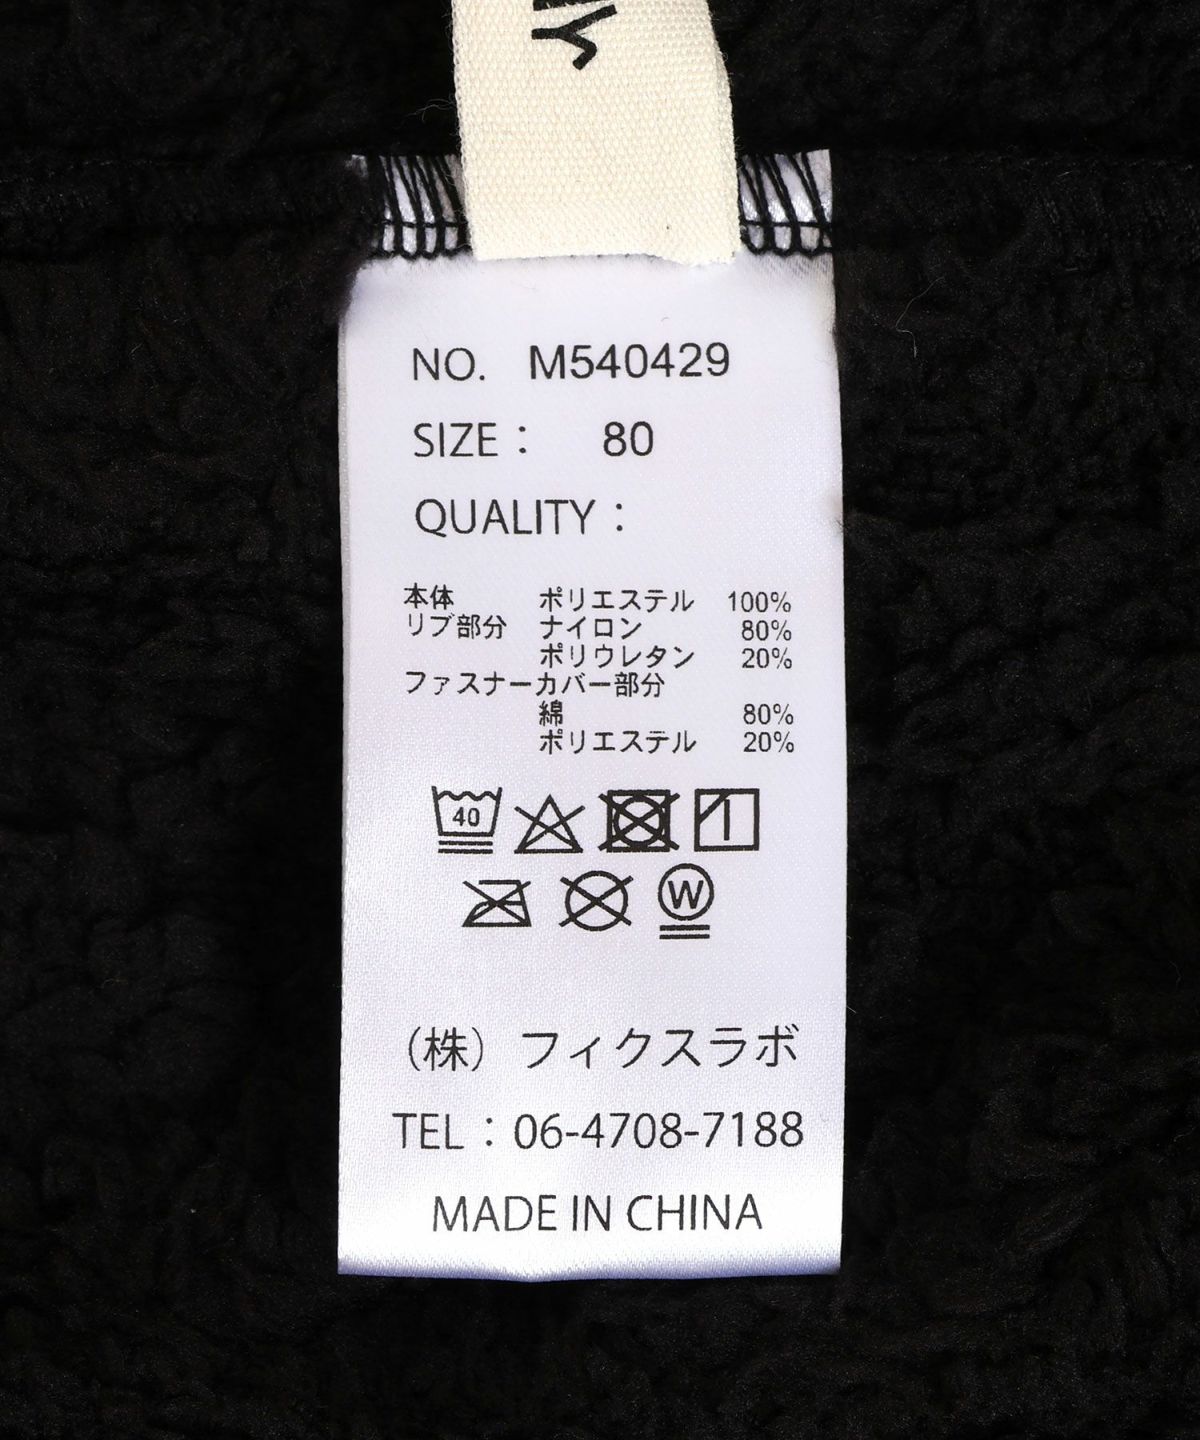 NO. M540429
SIZE： 80
QUALITY：
本体 ポリエステル 100%
リブ部分 ナイロン 80%
ポリウレタン 20%
ファスナーカバー部分
綿 80%
ポリエステル 20%
40
W
（株）フィクスラボ
TEL：06-4708-7188
MADE IN CHINA